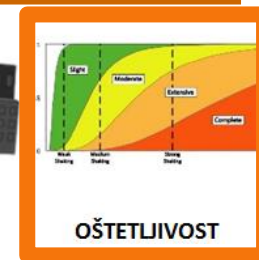 Slight
Moderate
Extensive
Complete
Weak Shaking
Medium Shaking
Strong Shaking
OŠTETLJIVOST